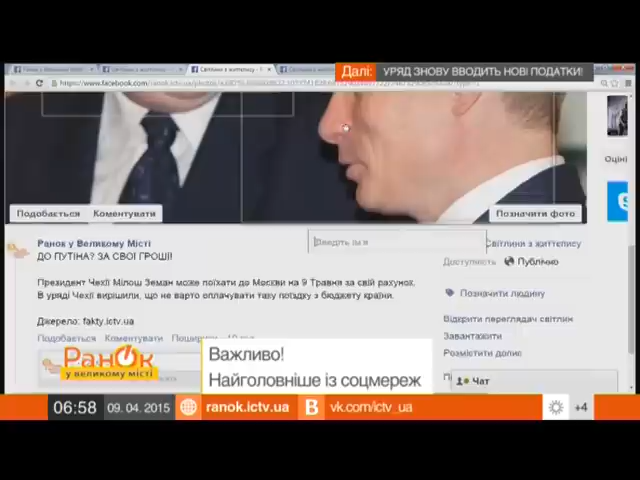 Далі: УРЯД ЗНОВУ ВВОДИТЬ НОВІ ПОДАТКИ!
Подобається Коментувати
Позначити фото
Оціні
Ранок у Великому Місті
ДО ПУТІНА? ЗА СВОЇ ГРОШІ!
Президент Чехії Мілош Земан може поїхати до Москви на 9 Травня за свій рахунок.
В уряді Чехії вирішили, що не варто оплачувати таку поїздку з бюджету країни.
Джерело: fakty.ictv.ua
Подобається Коментувати
Світлини з життєпису
Доступність Публічно
Позначити людину
Відкрити переглядач світлин
Завантажити
Розмістити допис
Чат
РанОк
у великому місті
Важливо!
Найголовніше із соцмереж
06:58 09. 04. 2015 ranok.ictv.ua B vk.com/ictv_ua +4